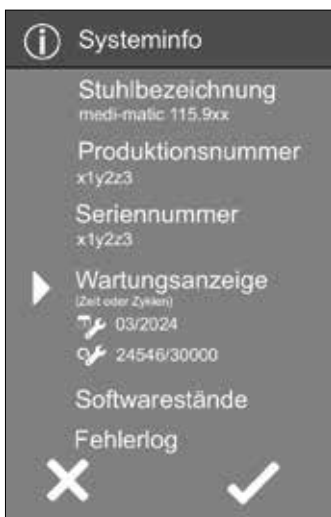 Systeminfo
Stuhlbezeichnung
medi-matic 115.9xx
Produktionsnummer
x1y2z3
Seriennummer
x1y2z3
Wartungsanzeige
(Zeit oder Zyklen)
03/2024
24546/30000
Softwarestände
Fehlerlog